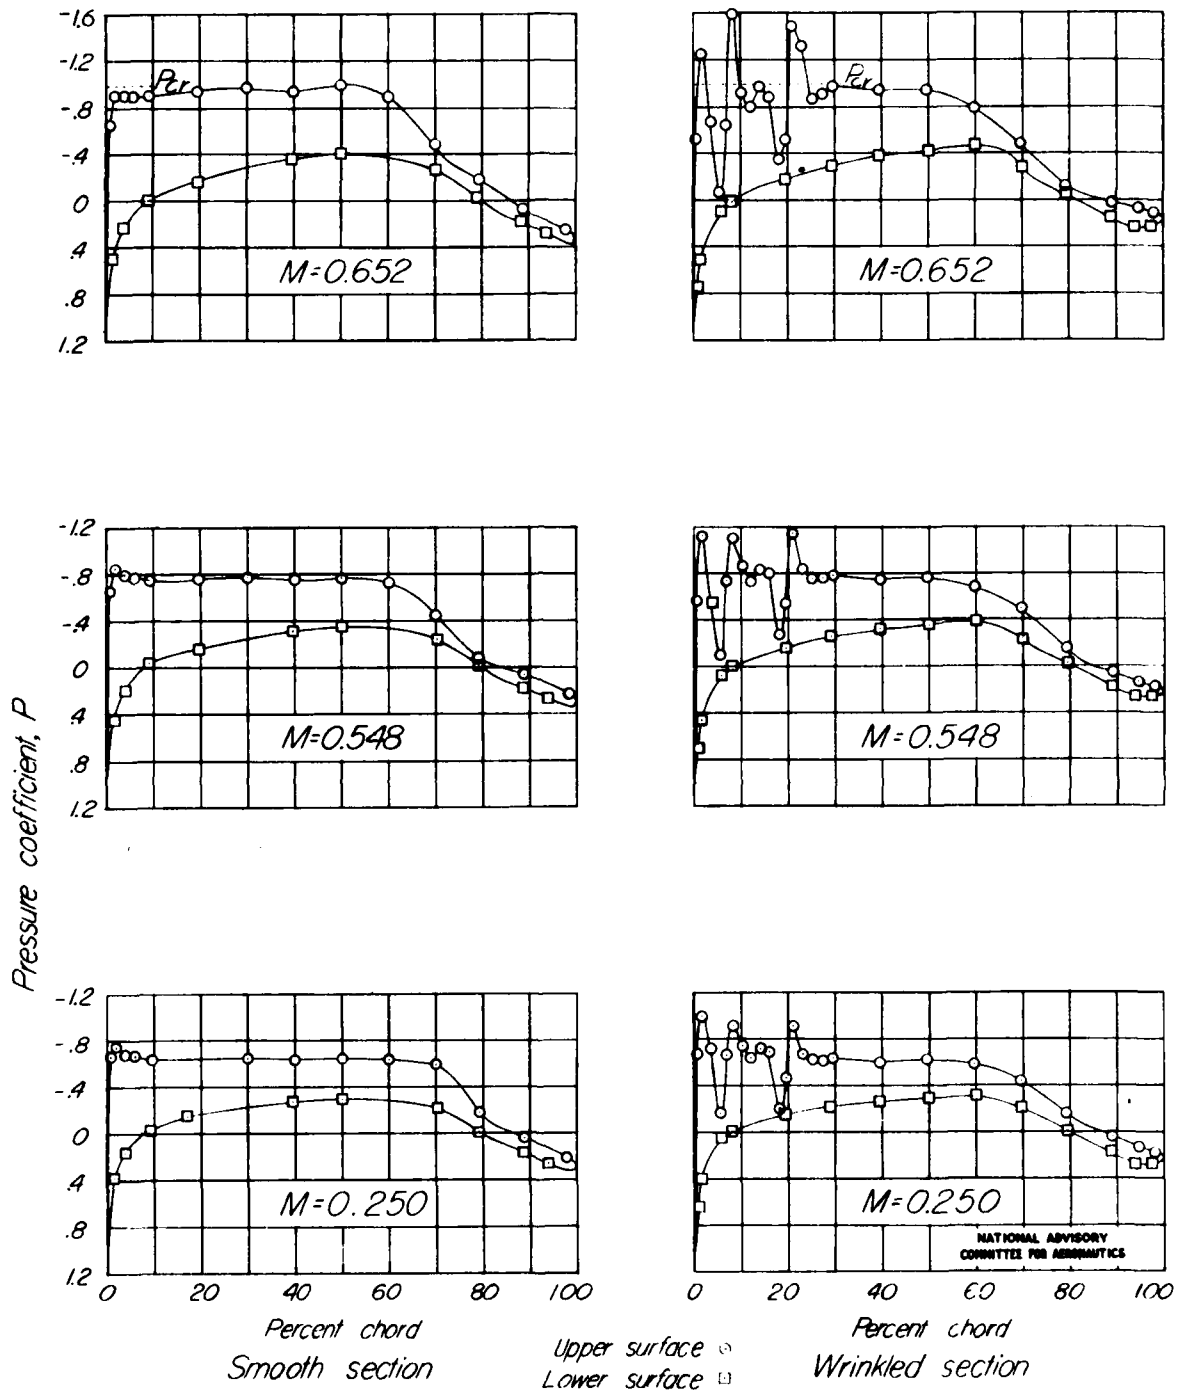 -1.6
-1.2
-.8
-.4
0
.4
.8
1.2
Pcr
M=0.652
Pcr
M=0.652
-1.2
-.8
-.4
0
.4
.8
1.2
M=0.548
M=0.548
Pressure coefficient, P
-1.2
-.8
-.4
0
.4
.8
1.2
M=0.250
M=0.250
NATIONAL ADVISORY
COMMITTEE FOR AERONAUTICS
0 20 40 60 80 100
0 20 40 60 80 100
Percent chord
Percent chord
Smooth section
Upper surface
Lower surface
Wrinkled section